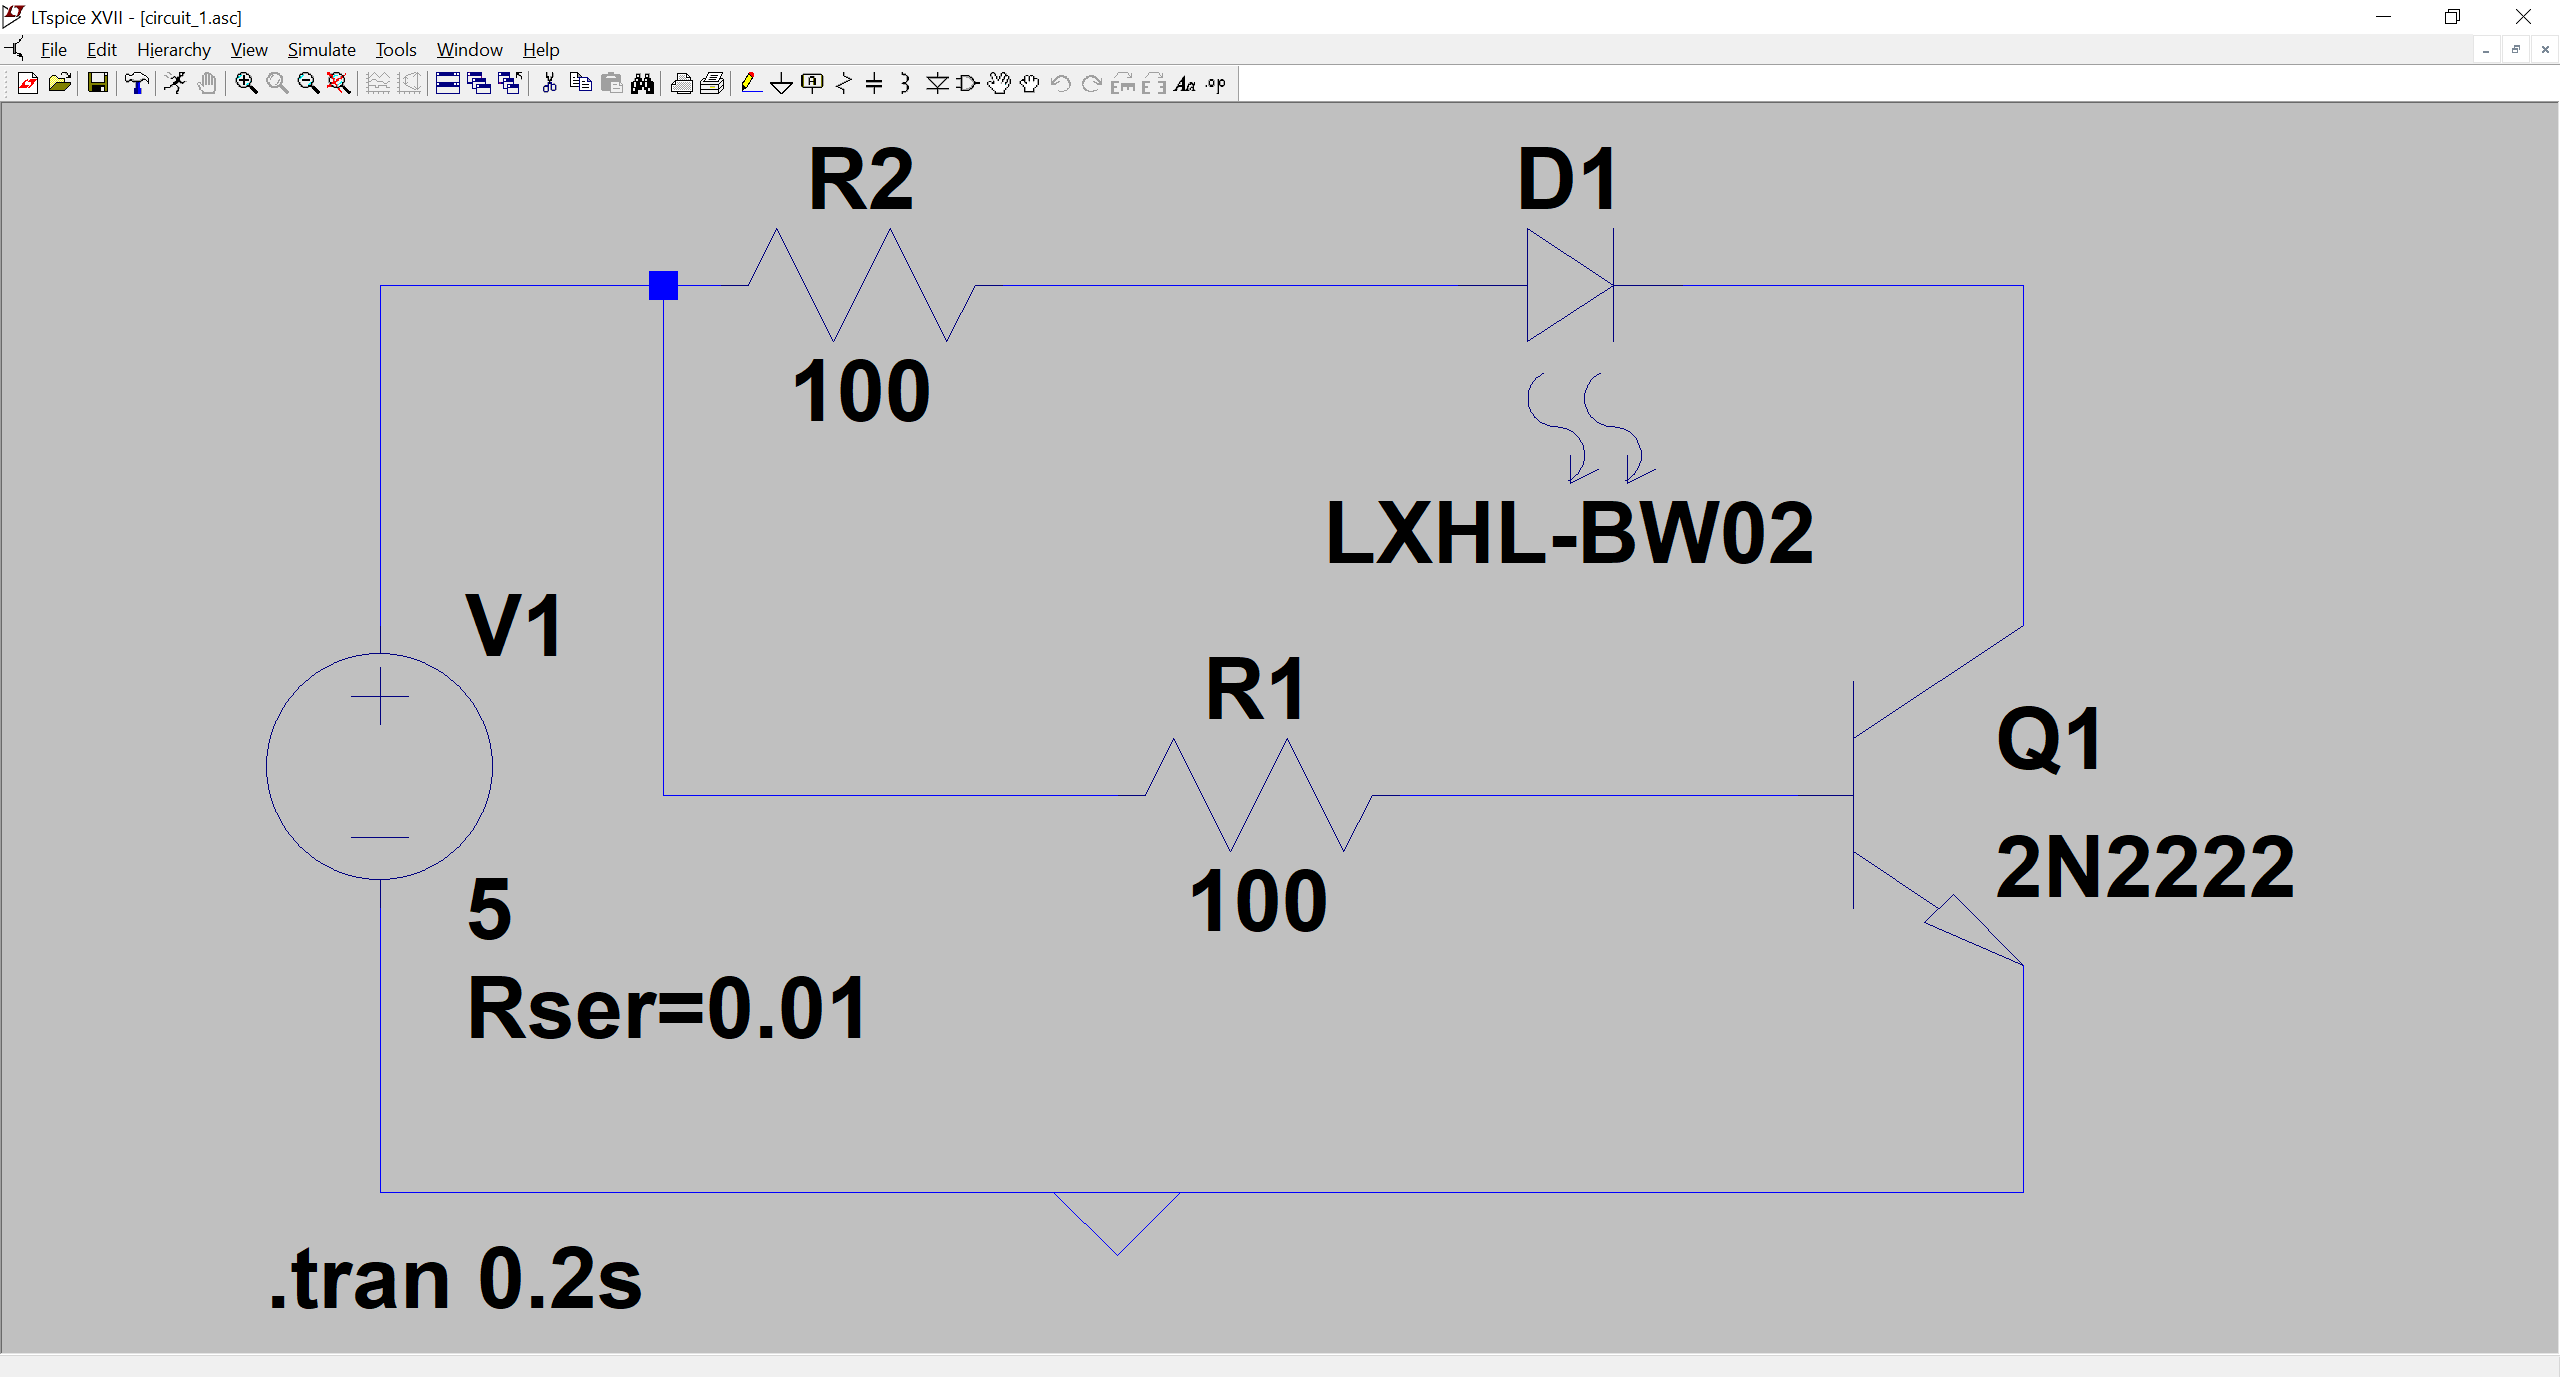 LTspice XVII - [circuit_1.asc]
File Edit Hierarchy View Simulate Tools Window Help
.op
R2
D1
100
LXHL-BW02
V1
R1
Q1
2N2222
100
5
Rser=0.01
.tran 0.2s